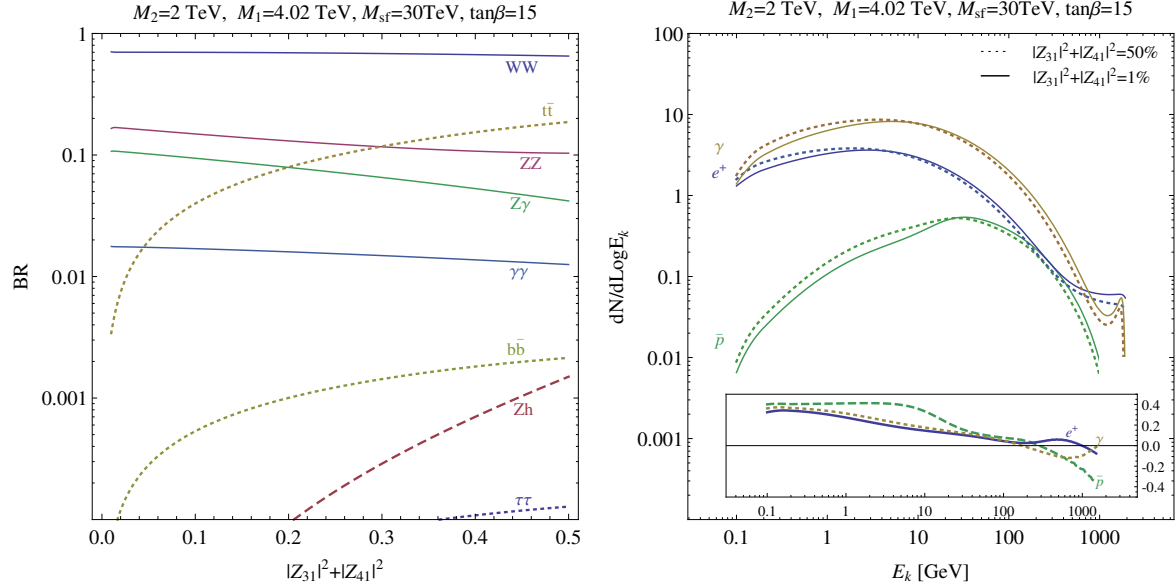 M₂=2 TeV, M₁=4.02 TeV, M_sf=30TeV, tanβ=15
1
0.1
0.01
0.001
BR
WW
tt̄
ZZ
Zγ
γγ
bb̄
Zh
ττ
0.0 0.1 0.2 0.3 0.4 0.5
|Z₃₁|²+|Z₄₁|²
M₂=2 TeV, M₁=4.02 TeV, M_sf=30TeV, tanβ=15
100
10
1
0.1
0.01
0.001
dN/dLogE_k
|Z₃₁|²+|Z₄₁|²=50%
|Z₃₁|²+|Z₄₁|²=1%
γ
e⁺
p̄
0.4
0.2
0.0
-0.2
-0.4
e⁺
γ
p̄
0.1 1 10 100 1000
0.1 1 10 100 1000
E_k [GeV]